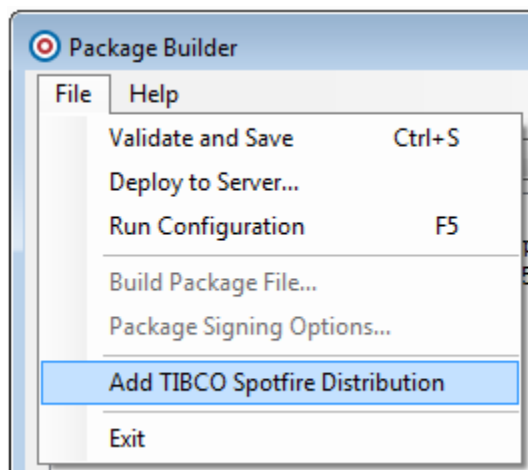 Package Builder
File Help
Validate and Save Ctrl+S
Deploy to Server...
Run Configuration F5
Build Package File...
Package Signing Options...
Add TIBCO Spotfire Distribution
Exit